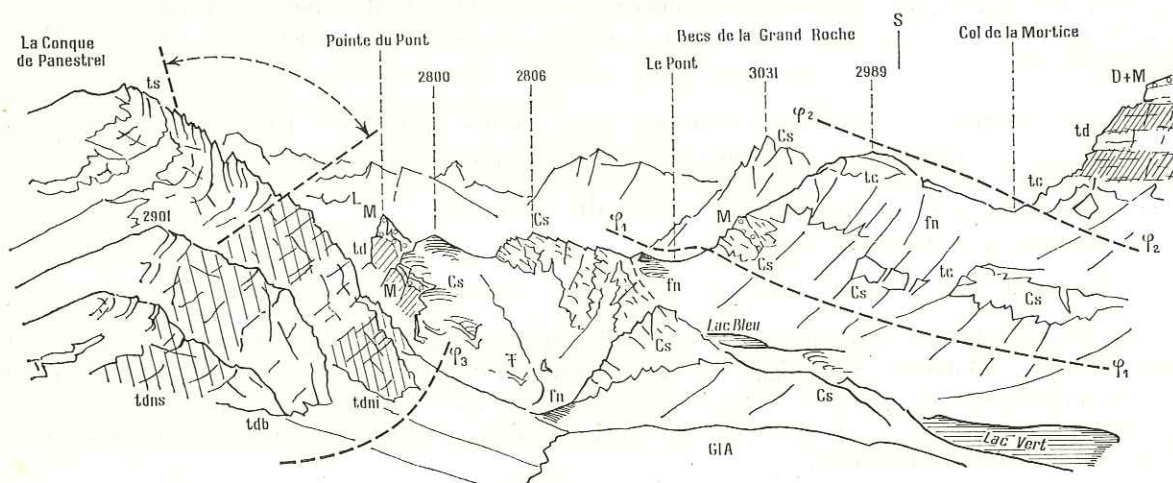 La Conque
de Panestrel
ts
Pointe du Pont
2800
2806
Becs de la Grand Roche
Le Pont
3031
2989
S
Col de la Mortice
D+M
φ2
Cs
td
tc
tc
2901
L
M
Cs
φ1
M
fn
φ2
td
Cs
tc
M
Cs
fn
Cs
Cs
Lac Bleu
φ3
Cs
φ1
tdns
tdni
fn
Cs
tdb
GlA
Lac Vert